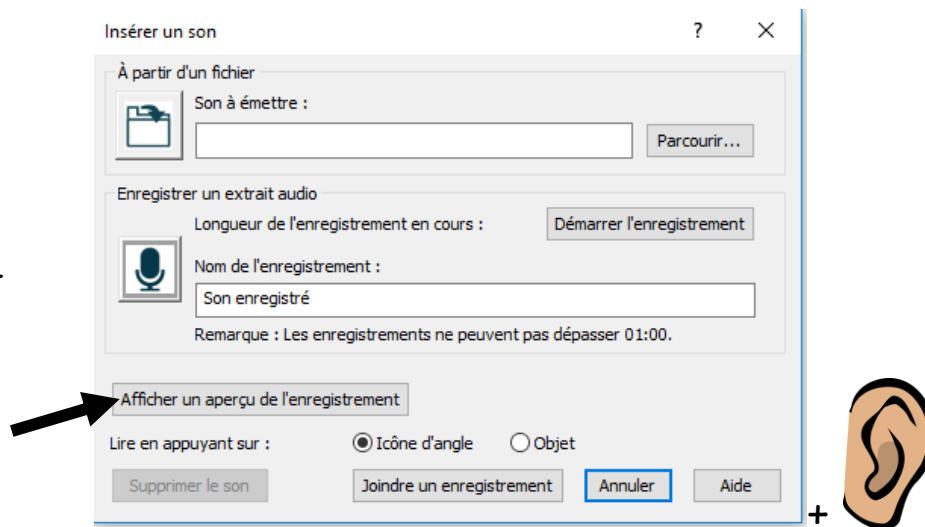 Insérer un son ?
À partir d'un fichier
Son à émettre :
Parcourir...
Enregistrer un extrait audio
Longueur de l'enregistrement en cours : Démarrer l'enregistrement
Nom de l'enregistrement :
Son enregistré
Remarque : Les enregistrements ne peuvent pas dépasser 01:00.
Afficher un aperçu de l'enregistrement
Lire en appuyant sur : Icône d'angle Objet
Supprimer le son Joindre un enregistrement Annuler Aide
+